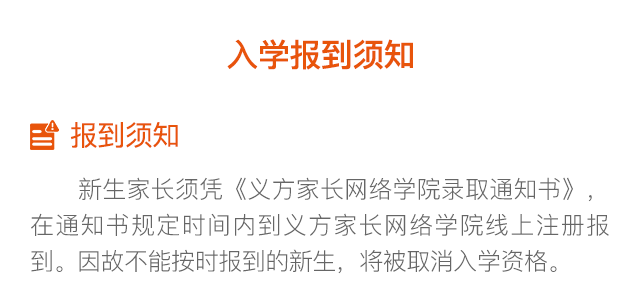 入学报到须知
报到须知
新生家长须凭《义方家长网络学院录取通知书》，
在通知书规定时间内到义方家长网络学院线上注册报
到。因故不能按时报到的新生，将被取消入学资格。